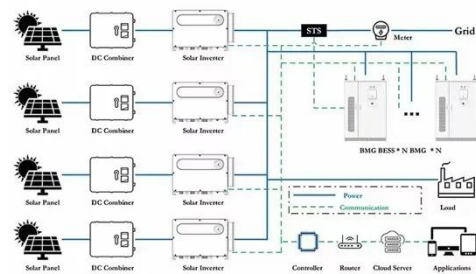 STS
Meter
Grid
Solar Panel DC Combiner Solar Inverter
Solar Panel DC Combiner Solar Inverter
BMG BESS * N BMG * N
Solar Panel DC Combiner Solar Inverter
Power
Communication
Load
Solar Panel DC Combiner Solar Inverter
Controller Router Cloud Server Applications